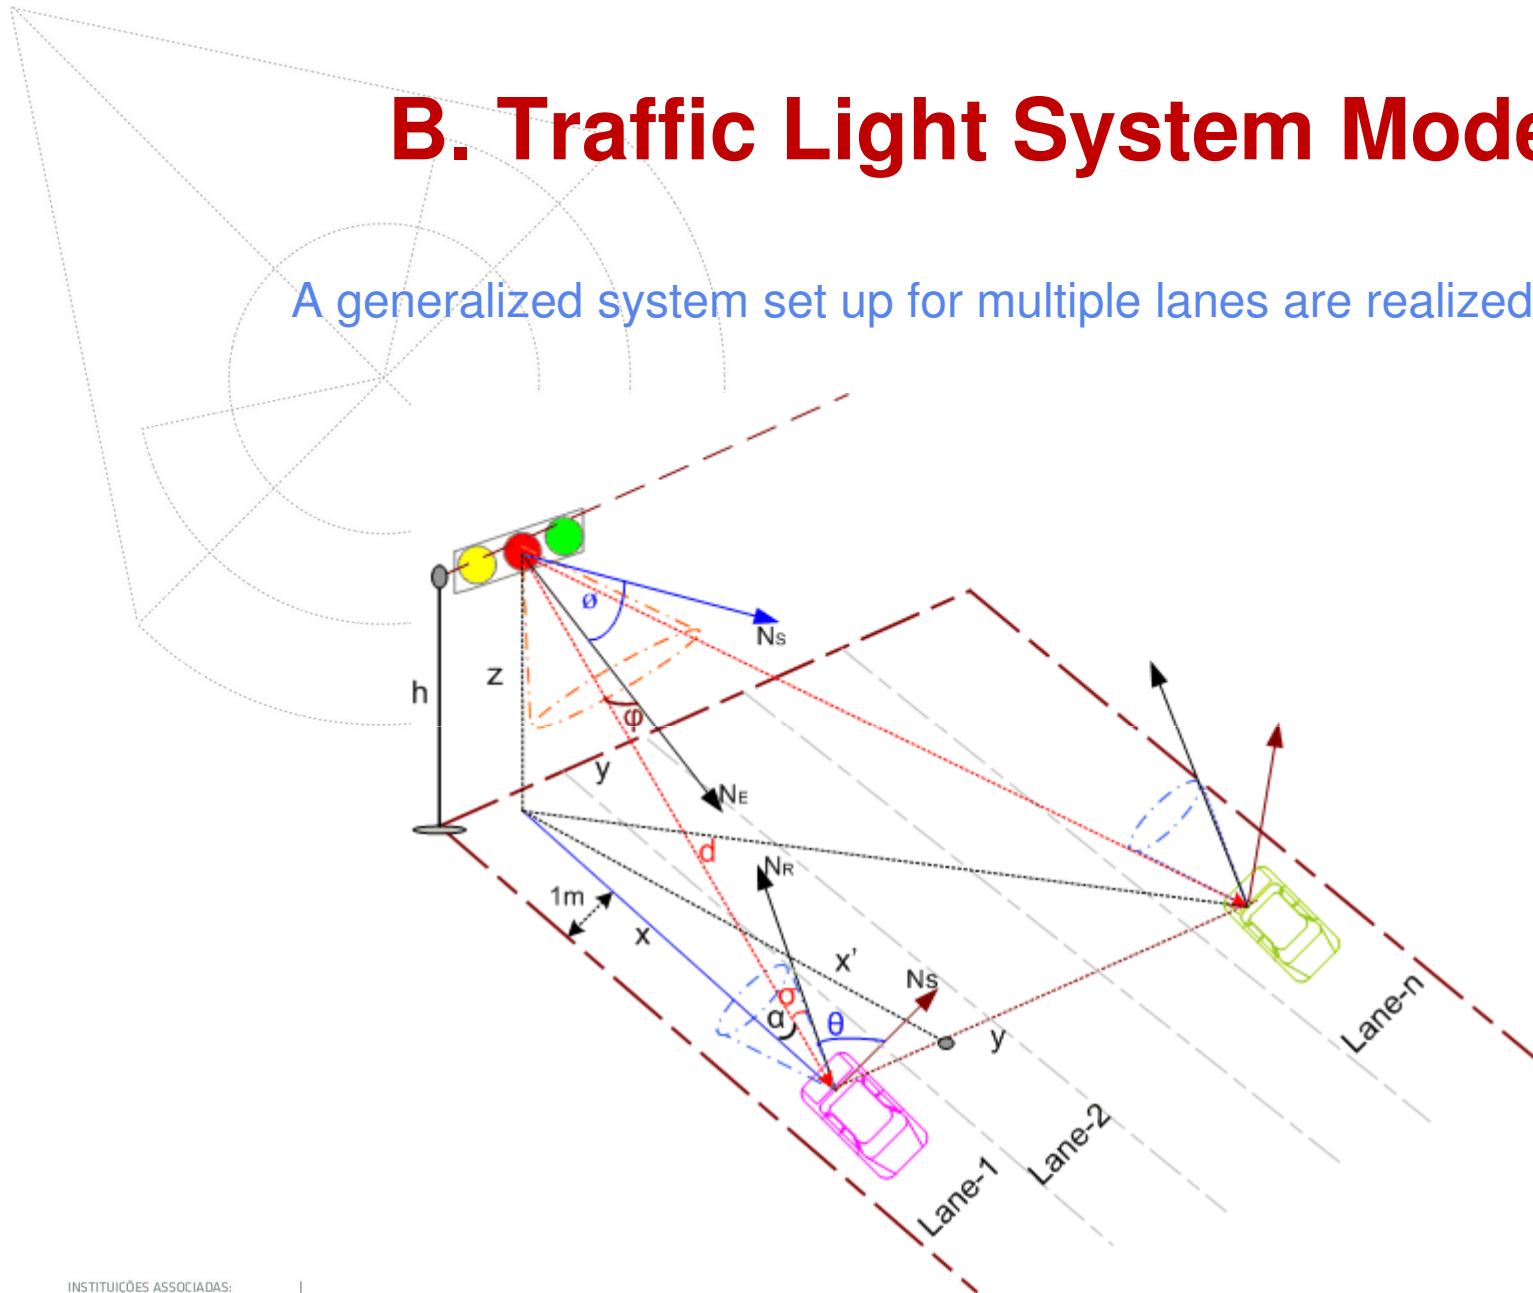 B. Traffic Light System Mode
A generalized system set up for multiple lanes are realized
ø
NS
h
z
φ
y
NE
d
NR
1m
x
x'
NS
σ
α
θ
y
Lane-n
Lane-2
Lane-1
INSTITUIÇÕES ASSOCIADAS: